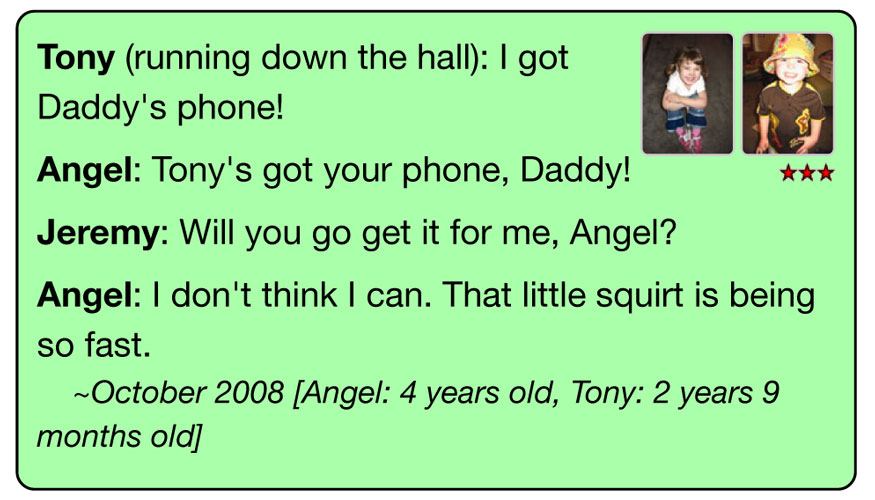 Tony (running down the hall): I got
Daddy's phone!
Angel: Tony's got your phone, Daddy!
Jeremy: Will you go get it for me, Angel?
Angel: I don't think I can. That little squirt is being
so fast.
~October 2008 [Angel: 4 years old, Tony: 2 years 9
months old]